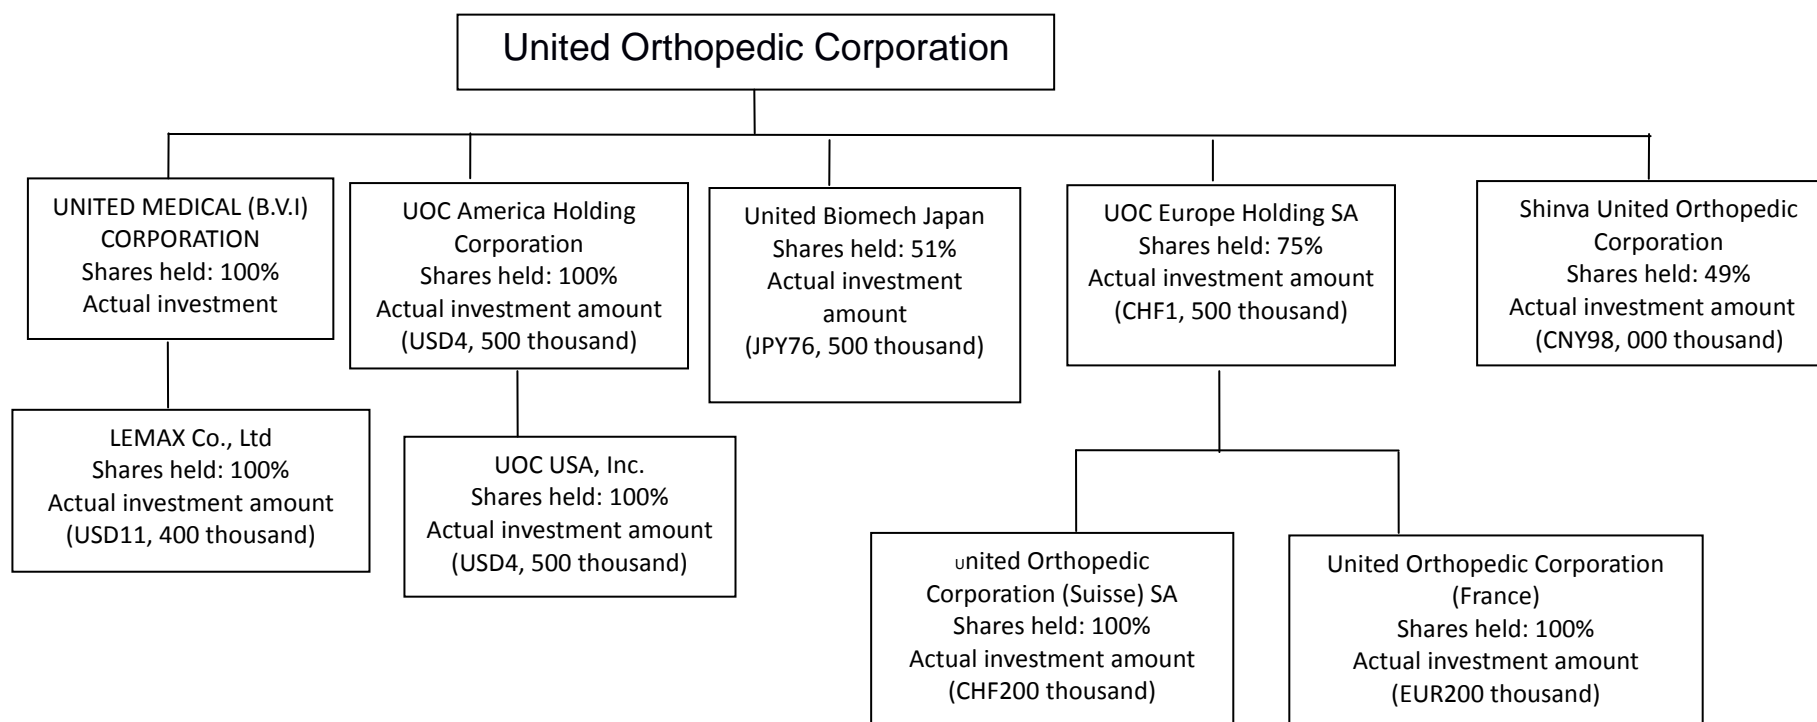 United Orthopedic Corporation
UNITED MEDICAL (B.V.I)
CORPORATION
Shares held: 100%
Actual investment
UOC America Holding
Corporation
Shares held: 100%
Actual investment amount
(USD4, 500 thousand)
United Biomech Japan
Shares held: 51%
Actual investment
amount
(JPY76, 500 thousand)
UOC Europe Holding SA
Shares held: 75%
Actual investment amount
(CHF1, 500 thousand)
Shinva United Orthopedic
Corporation
Shares held: 49%
Actual investment amount
(CNY98, 000 thousand)
LEMAX Co., Ltd
Shares held: 100%
Actual investment amount
(USD11, 400 thousand)
UOC USA, Inc.
Shares held: 100%
Actual investment amount
(USD4, 500 thousand)
United Orthopedic
Corporation (Suisse) SA
Shares held: 100%
Actual investment amount
(CHF200 thousand)
United Orthopedic Corporation
(France)
Shares held: 100%
Actual investment amount
(EUR200 thousand)